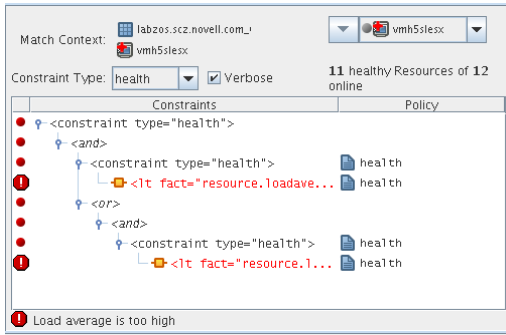 Match Context:
labzos.scz.novell.com_
vmh5slesx
vmh5slesx
Constraint Type: health Verbose
11 healthy Resources of 12
online
Constraints Policy
<constraint type="health">
<and>
<constraint type="health"> health
<lt fact="resource.loadave... health
<or>
<and>
<constraint type="health"> health
<lt fact="resource.l... health
Load average is too high